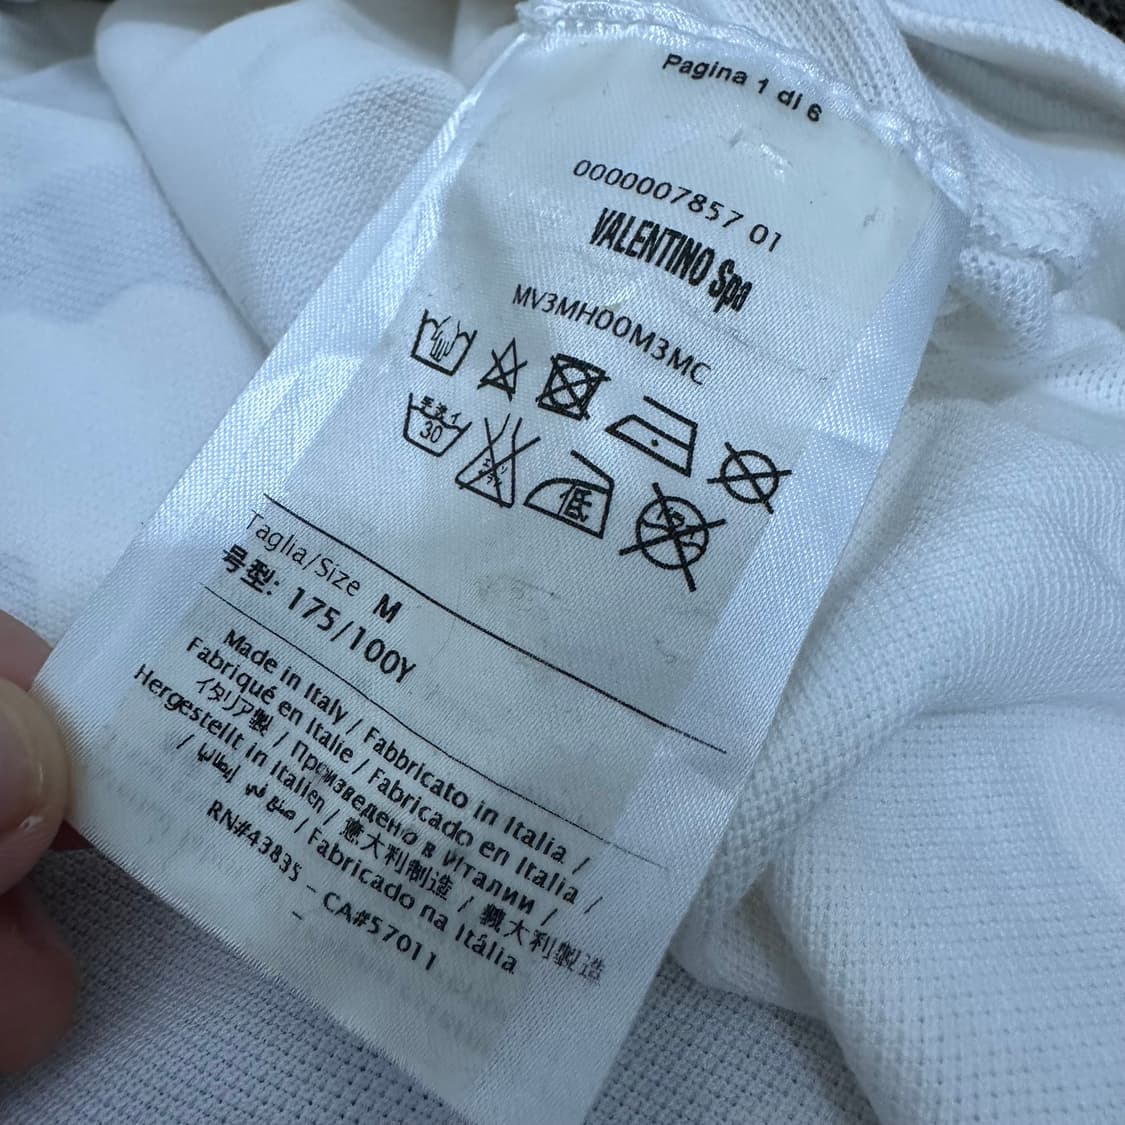 Pagina 1 di 6
0000007857 01
VALENTINO Spa
MV3MH00M3MC
手洗イ
30
低
Taglia/Size M
号型: 175/100Y
Made in Italy / Fabbricato in Italia /
Fabriqué en Italie / Fabricado en Italia /
イタリア製 / Произведено в Италии /
Hergestellt in Italien / 意大利制造 / 義大利製造
/ صنع في إيطاليا / Fabricado na Itália
RN#43835 - CA#57011
-